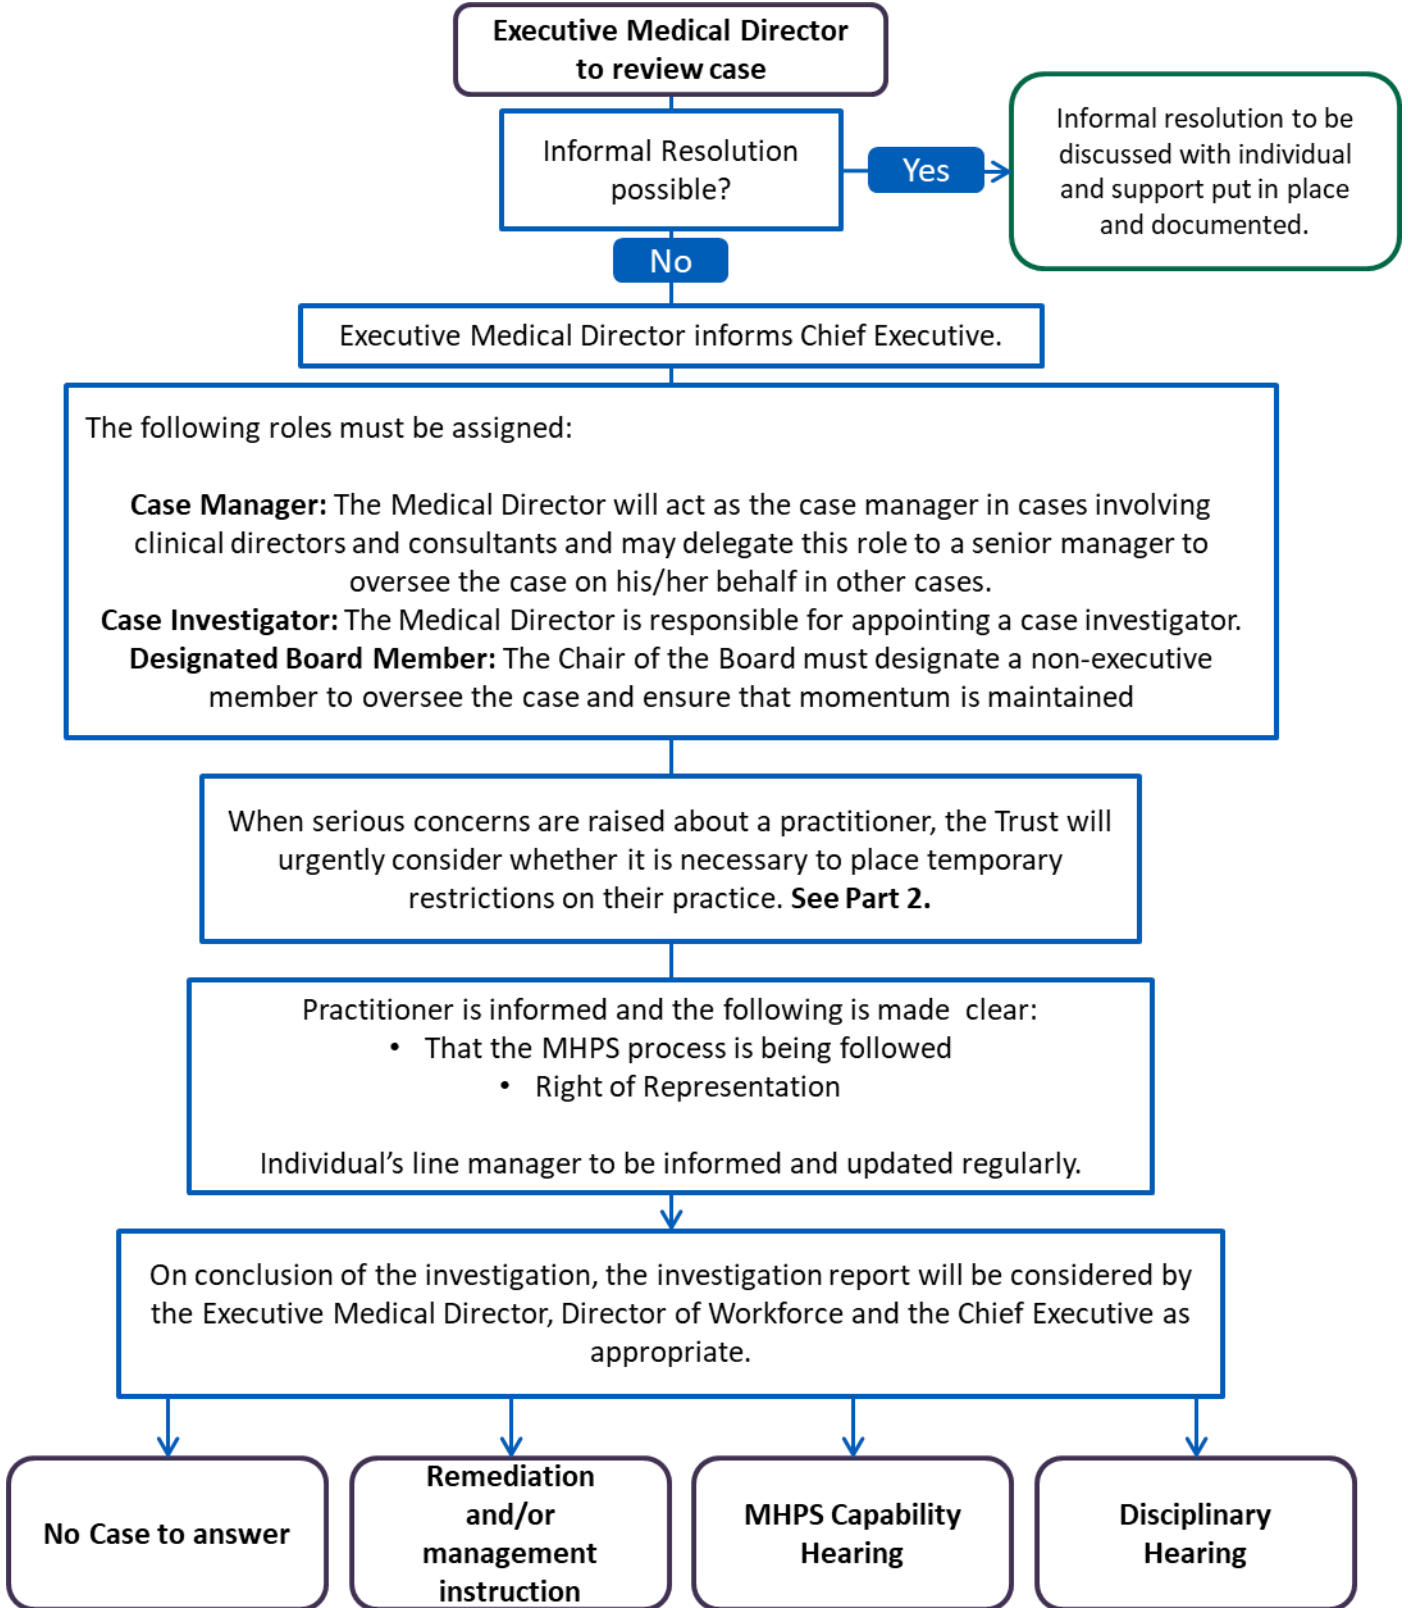 Executive Medical Director
to review case
Informal Resolution
possible?
Yes
Informal resolution to be
discussed with individual
and support put in place
and documented.
No
Executive Medical Director informs Chief Executive.
The following roles must be assigned:
Case Manager: The Medical Director will act as the case manager in cases involving
clinical directors and consultants and may delegate this role to a senior manager to
oversee the case on his/her behalf in other cases.
Case Investigator: The Medical Director is responsible for appointing a case investigator.
Designated Board Member: The Chair of the Board must designate a non-executive
member to oversee the case and ensure that momentum is maintained
When serious concerns are raised about a practitioner, the Trust will
urgently consider whether it is necessary to place temporary
restrictions on their practice. See Part 2.
Practitioner is informed and the following is made clear:
• That the MHPS process is being followed
• Right of Representation
Individual’s line manager to be informed and updated regularly.
On conclusion of the investigation, the investigation report will be considered by
the Executive Medical Director, Director of Workforce and the Chief Executive as
appropriate.
No Case to answer
Remediation
and/or
management
instruction
MHPS Capability
Hearing
Disciplinary
Hearing